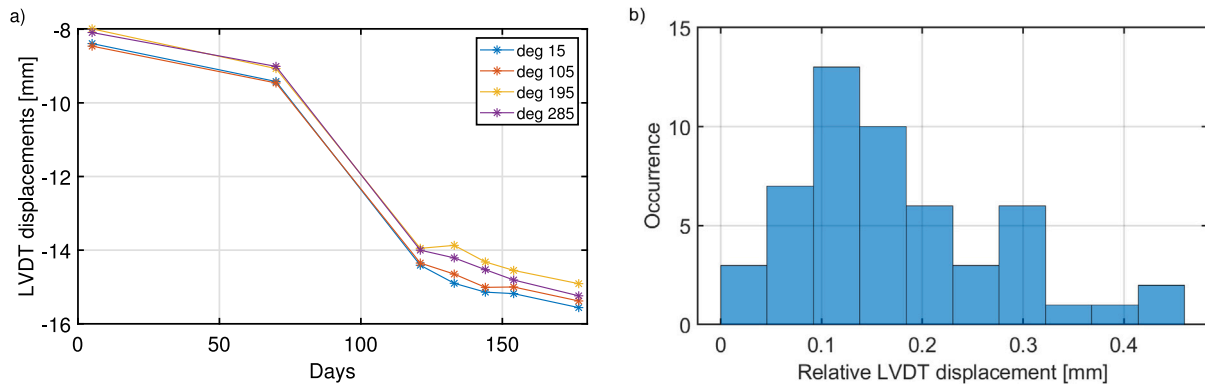 a)
LVDT displacements [mm]
-8
-10
-12
-14
-16
0
50
100
150
Days
deg 15
deg 105
deg 195
deg 285
b)
Occurrence
15
10
5
0
0
0.1
0.2
0.3
0.4
Relative LVDT displacement [mm]